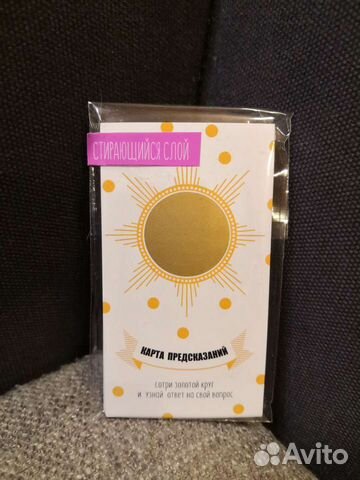 СТИРАЮЩИЙСЯ СЛОЙ
КАРТА ПРЕДСКАЗАНИЙ
сотри золотой круг
и узнай ответ на свой вопрос
Avito